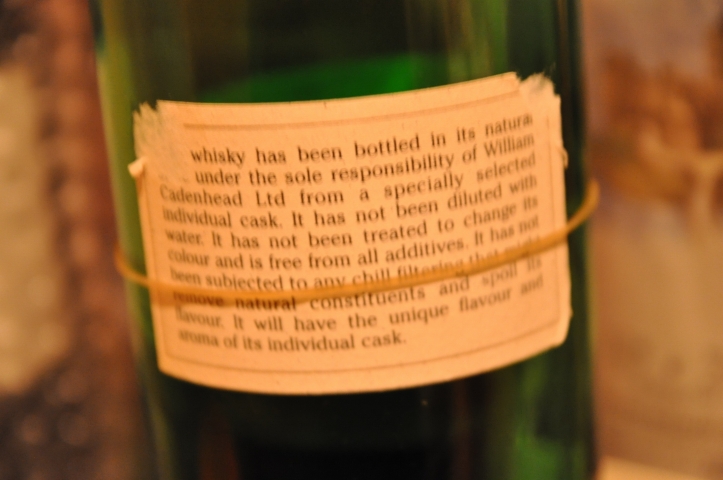 whisky has been bottled in its natural
under the sole responsibility of William
Cadenhead Ltd from a specially selected
individual cask. It has not been diluted with
water. It has not been treated to change its
colour and is free from all additives. It has not
been subjected to any chill filtering that might
remove natural constituents and spoil its
flavour. It will have the unique flavour and
aroma of its individual cask.